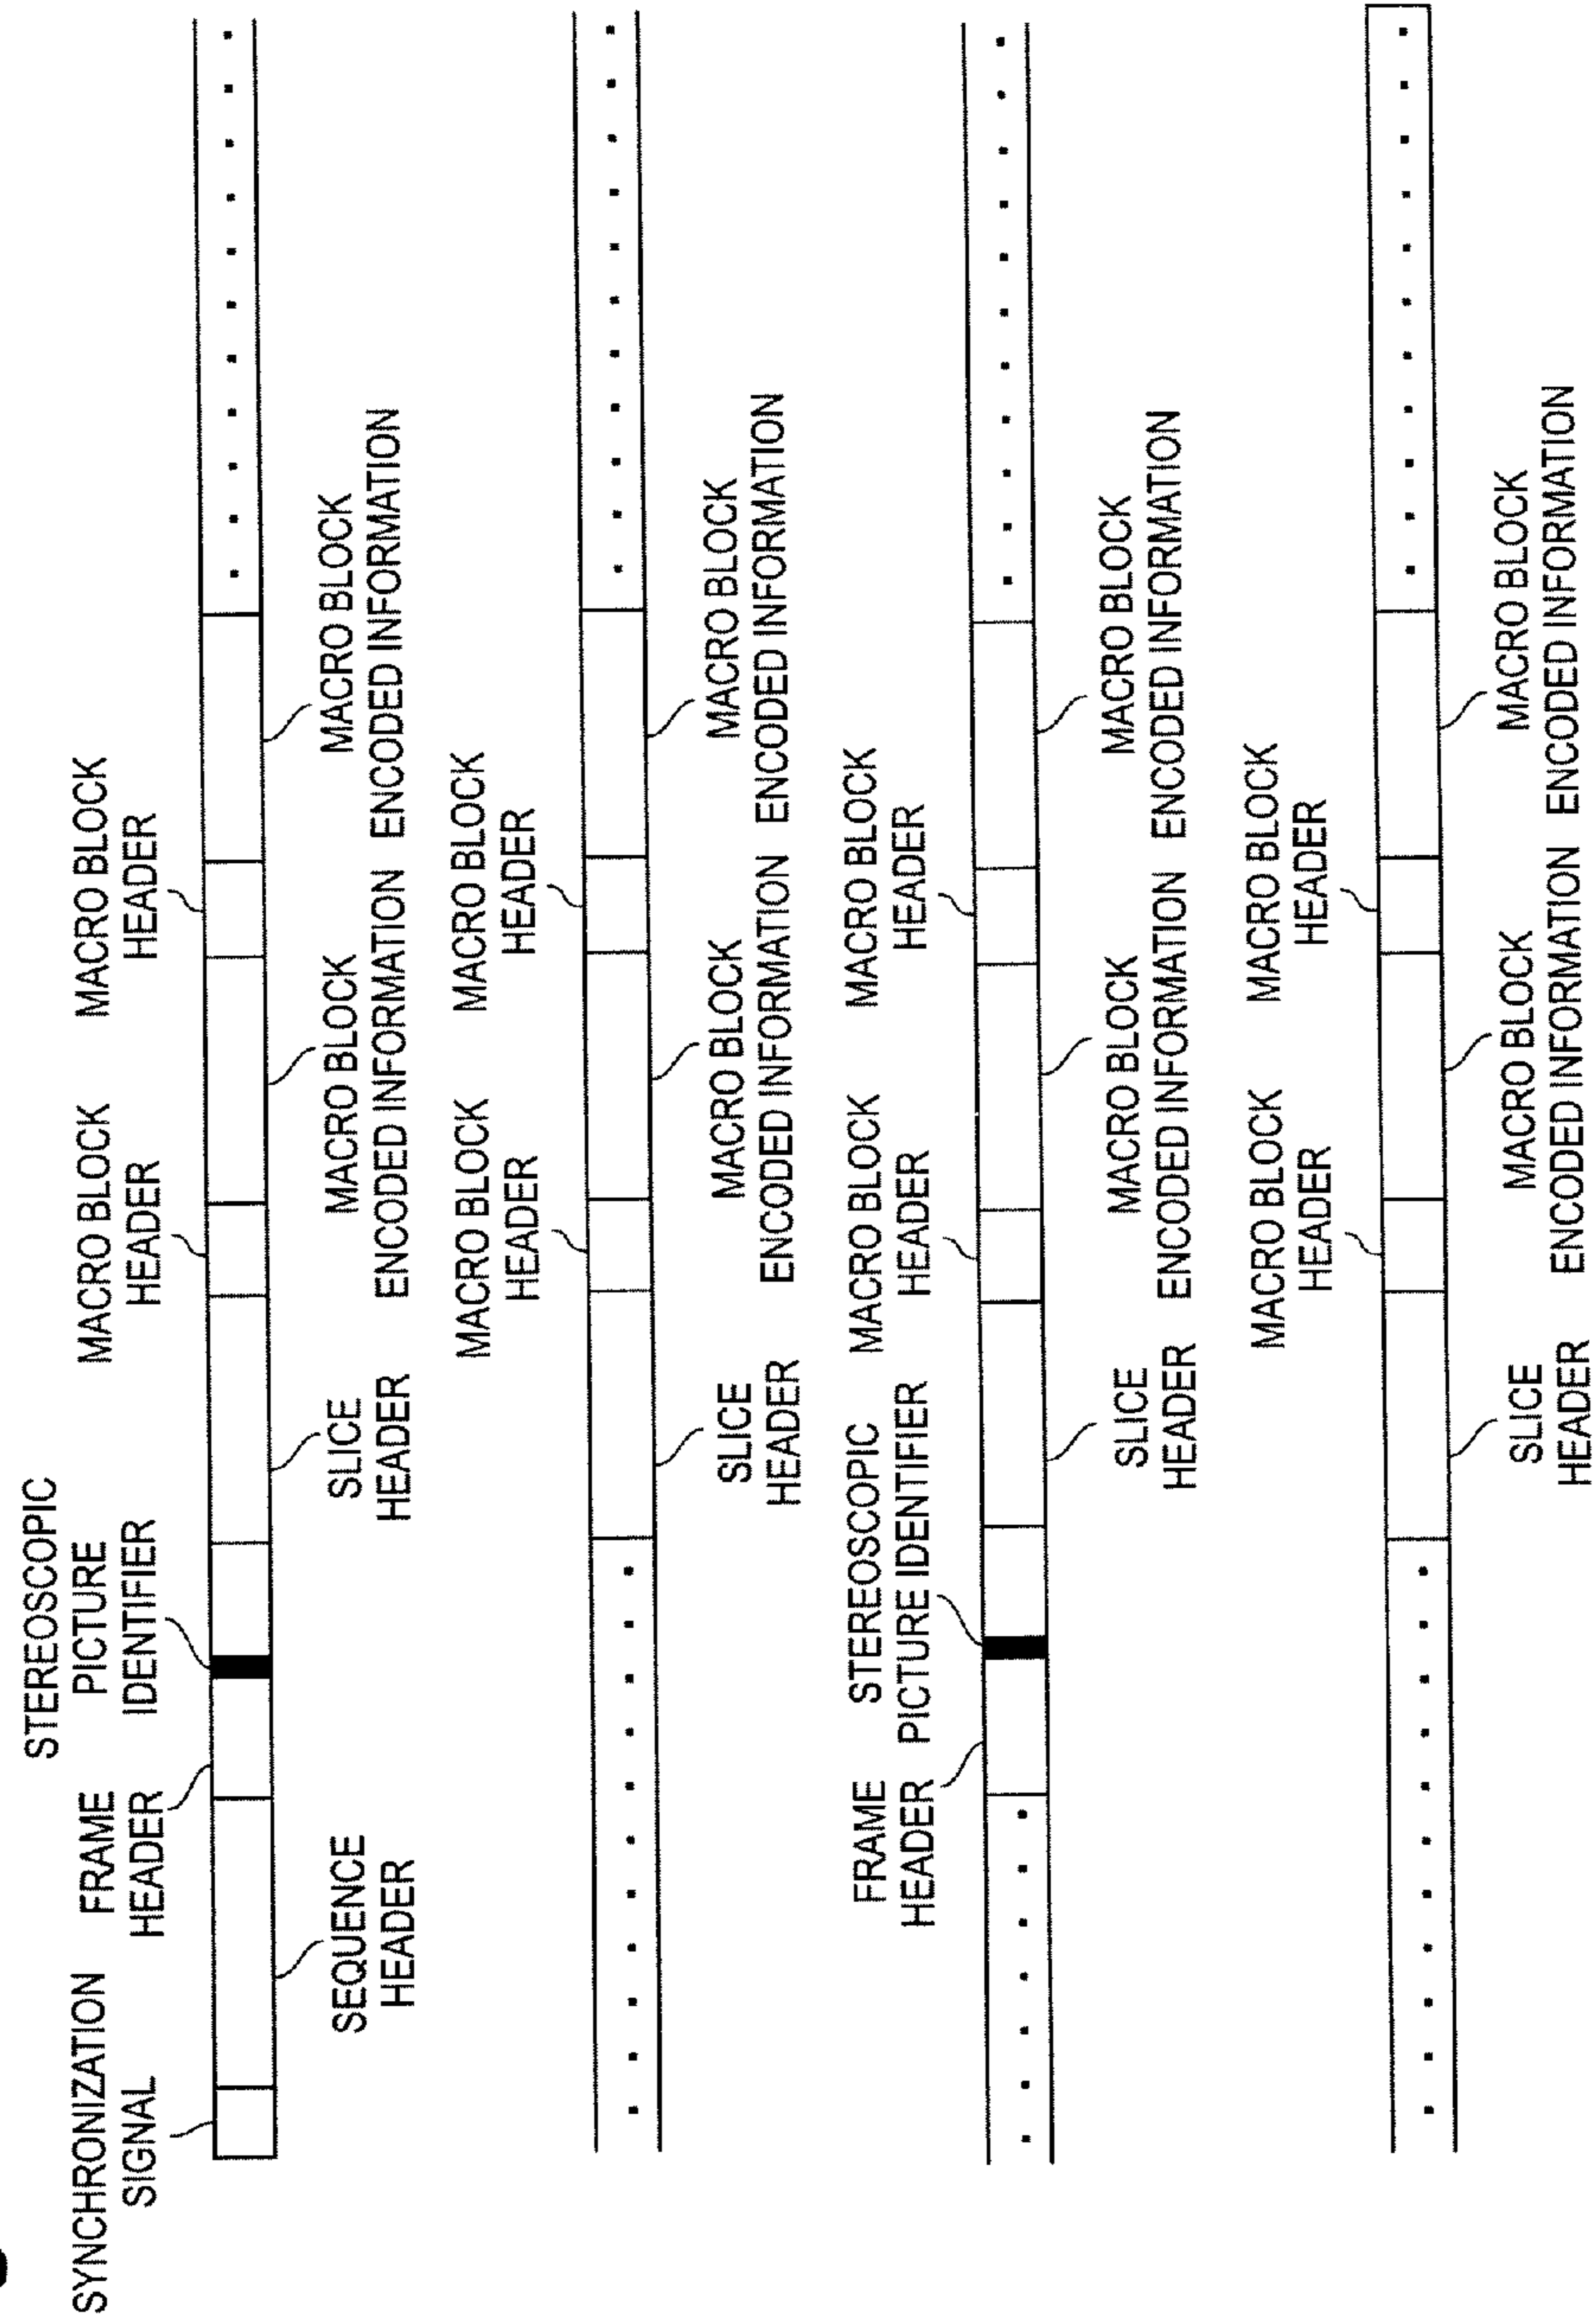 SYNCHRONIZATION
SIGNAL
FRAME
HEADER
STEREOSCOPIC
PICTURE
IDENTIFIER
MACRO BLOCK
HEADER
MACRO BLOCK
HEADER
SEQUENCE
HEADER
SLICE
HEADER
MACRO BLOCK
ENCODED INFORMATION
MACRO BLOCK
ENCODED INFORMATION
MACRO BLOCK
HEADER
MACRO BLOCK
HEADER
SLICE
HEADER
MACRO BLOCK
ENCODED INFORMATION
MACRO BLOCK
ENCODED INFORMATION
FRAME
HEADER
STEREOSCOPIC
PICTURE IDENTIFIER
MACRO BLOCK
HEADER
MACRO BLOCK
HEADER
SLICE
HEADER
MACRO BLOCK
ENCODED INFORMATION
MACRO BLOCK
ENCODED INFORMATION
MACRO BLOCK
HEADER
MACRO BLOCK
HEADER
SLICE
HEADER
MACRO BLOCK
ENCODED INFORMATION
MACRO BLOCK
ENCODED INFORMATION